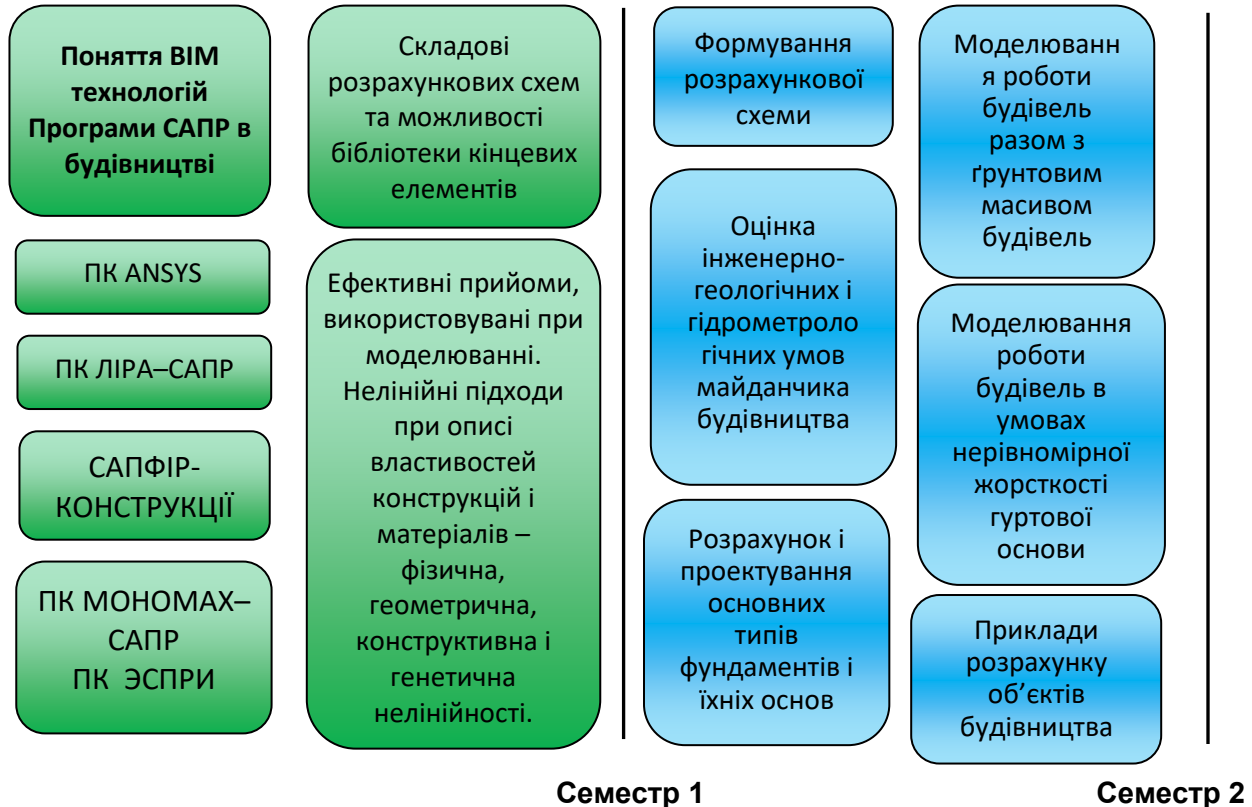 Поняття ВІМ
технологій
Програми САПР в
будівництві
ПК ANSYS
ПК ЛІРА–САПР
САПФІР-
КОНСТРУКЦІЇ
ПК МОНОМАХ–
САПР
ПК ЭСПРИ
Складові
розрахункових схем
та можливості
бібліотеки кінцевих
елементів
Ефективні прийоми,
використовувані при
моделюванні.
Нелінійні підходи
при описі
властивостей
конструкцій і
матеріалів –
фізична,
геометрична,
конструктивна і
генетична
нелінійності.
Формування
розрахункової
схеми
Оцінка
інженерно-
геологічних і
гідрометроло
гічних умов
майданчика
будівництва
Розрахунок і
проектування
основних
типів
фундаментів і
їхніх основ
Моделюванн
я роботи
будівель
разом з
ґрунтовим
масивом
будівель
Моделювання
роботи
будівель в
умовах
нерівномірної
жорсткості
гуртової
основи
Приклади
розрахунку
об’єктів
будівництва
Семестр 1
Семестр 2